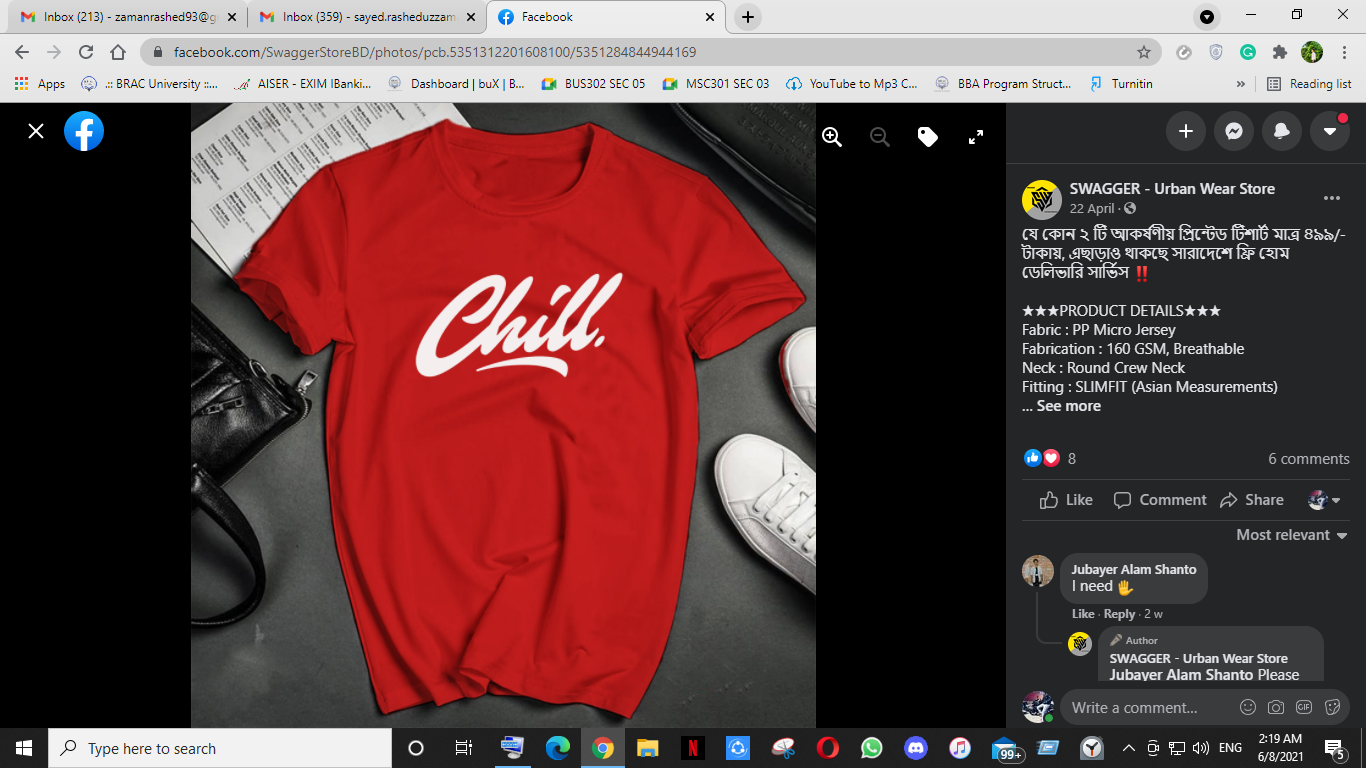 Inbox (213) - zamanrashed93@g
Inbox (359) - sayed.rasheduzzam
Facebook
facebook.com/SwaggerStoreBD/photos/pcb.5351312201608100/5351284844944169
Apps
.:: BRAC University ::...
AISER - EXIM IBanki...
Dashboard | buX | B...
BUS302 SEC 05
MSC301 SEC 03
YouTube to Mp3 C...
BBA Program Struct...
Turnitin
»
Reading list
Chill.
SWAGGER - Urban Wear Store
22 April ·
যে কোন ২ টি আকর্ষণীয় প্রিন্টেড টিশার্ট মাত্র ৪৯৯/-
টাকায়, এছাড়াও থাকছে সারাদেশে ফ্রি হোম
ডেলিভারি সার্ভিস ‼️
★★★PRODUCT DETAILS★★★
Fabric : PP Micro Jersey
Fabrication : 160 GSM, Breathable
Neck : Round Crew Neck
Fitting : SLIMFIT (Asian Measurements)
... See more
8
6 comments
Like
Comment
Share
Most relevant
Jubayer Alam Shanto
I need ✋
Like · Reply · 2 w
Author
SWAGGER - Urban Wear Store
Jubayer Alam Shanto Please
Write a comment...
GIF
Type here to search
99+
ENG
2:19 AM
6/8/2021
5